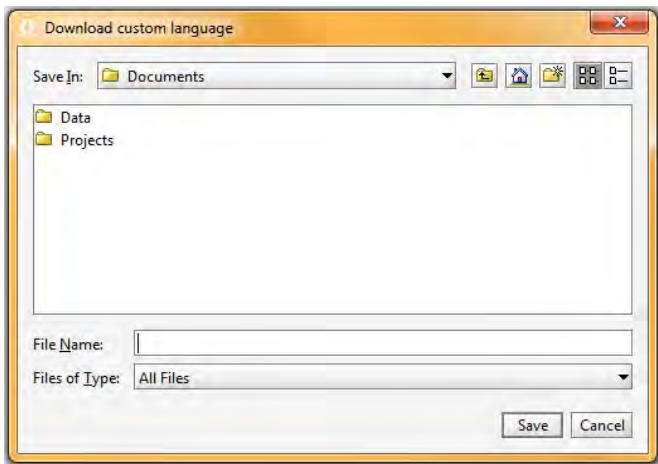 Download custom language
Save In: Documents
Data
Projects
File Name:
Files of Type: All Files
Save Cancel